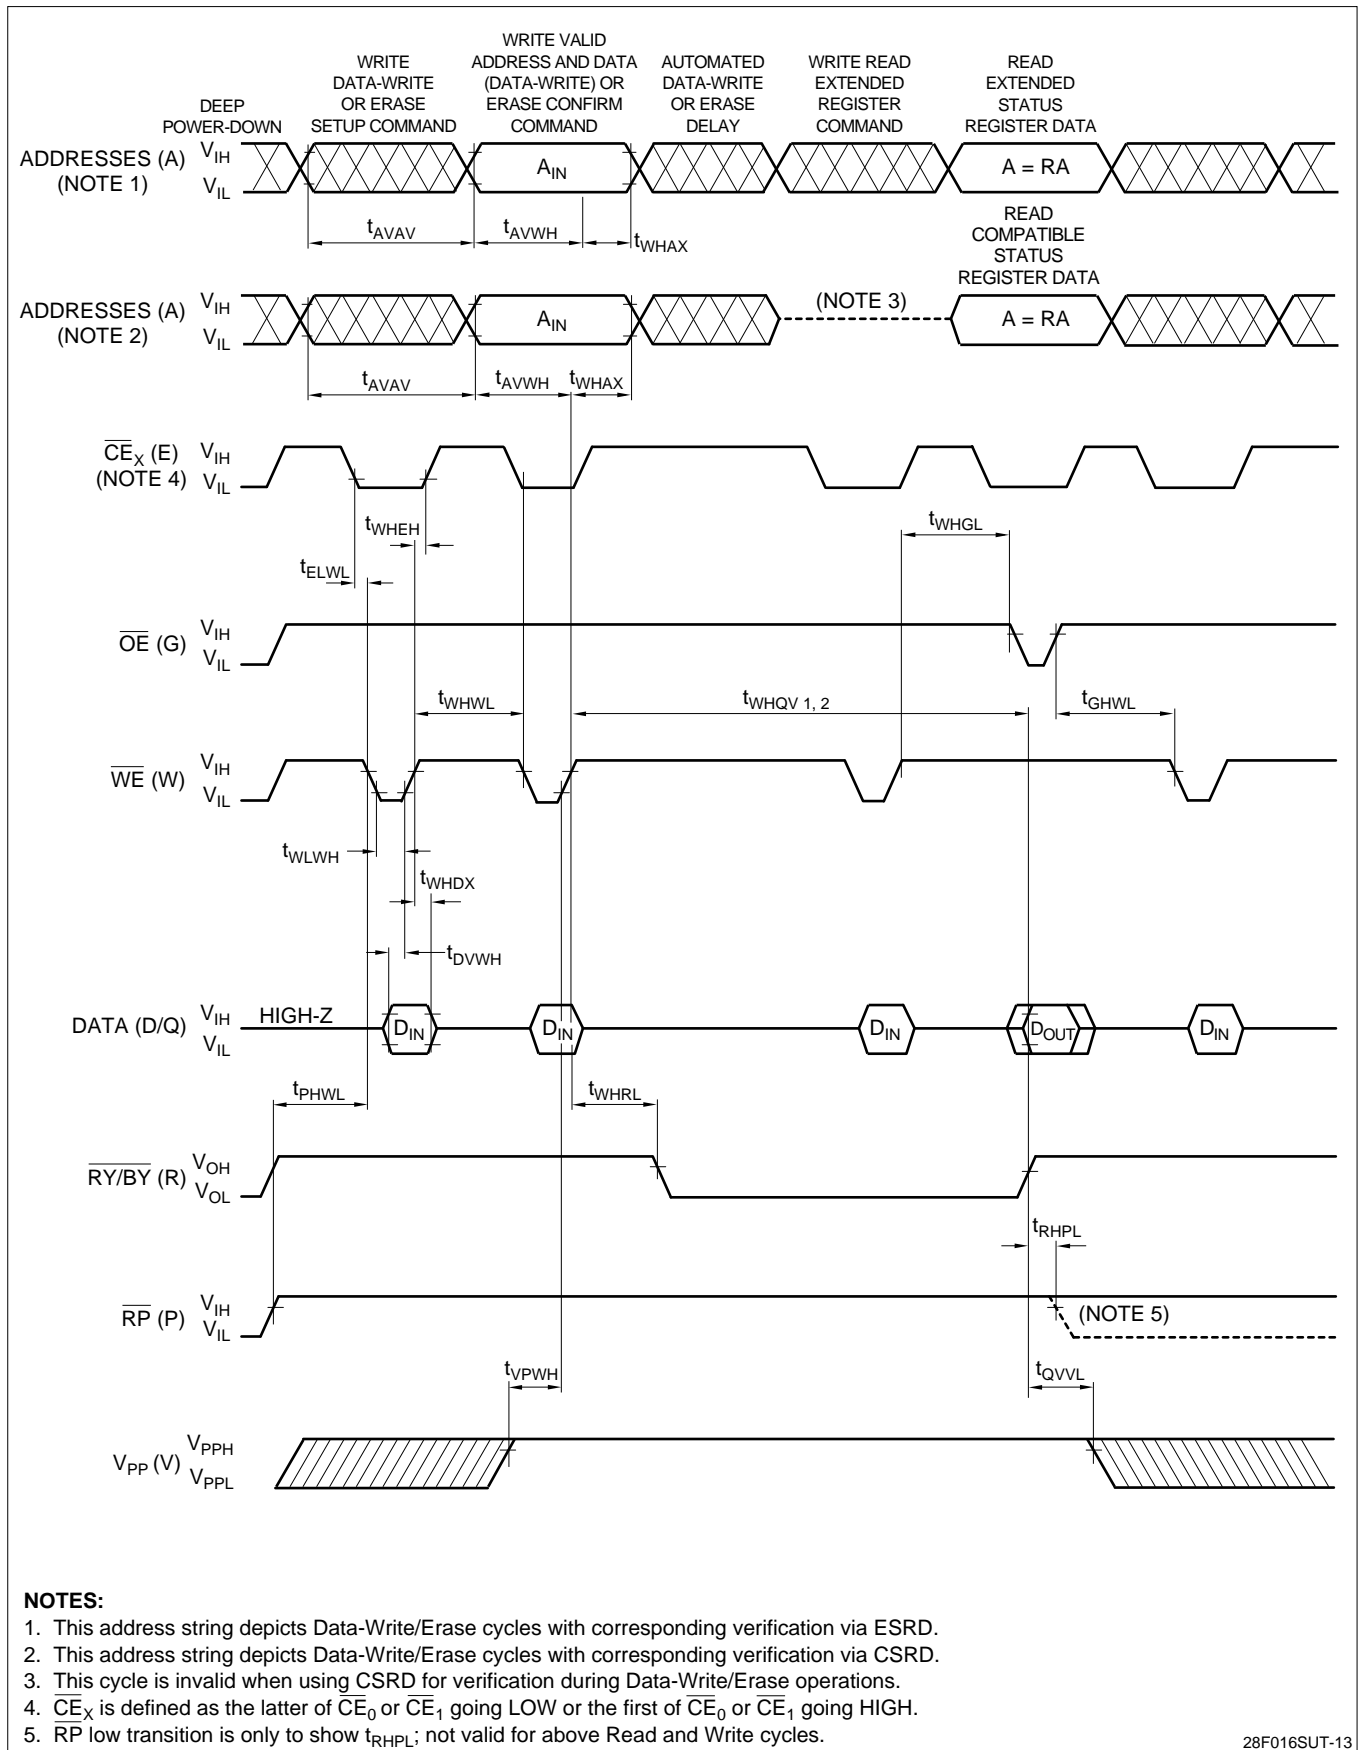 WRITE
DATA-WRITE
OR ERASE
SETUP COMMAND
WRITE VALID
ADDRESS AND DATA
(DATA-WRITE) OR
ERASE CONFIRM
COMMAND
AUTOMATED
DATA-WRITE
OR ERASE
DELAY
WRITE READ
EXTENDED
REGISTER
COMMAND
READ
EXTENDED
STATUS
REGISTER DATA
DEEP
POWER-DOWN
ADDRESSES (A)
(NOTE 1)
VIH
VIL
AIN
A = RA
tAVAV
tAVWH
tWHAX
READ
COMPATIBLE
STATUS
REGISTER DATA
ADDRESSES (A)
(NOTE 2)
VIH
VIL
AIN
(NOTE 3)
A = RA
tAVAV
tAVWH
tWHAX
CEX (E)
(NOTE 4)
VIH
VIL
tWHEH
tWHGL
tELWL
OE (G)
VIH
VIL
tWHWL
tWHQV 1, 2
tGHWL
WE (W)
VIH
VIL
tWLWH
tWHDX
tDVWH
DATA (D/Q)
VIH
VIL
HIGH-Z
DIN
DIN
DIN
DOUT
DIN
tPHWL
tWHRL
RY/BY (R)
VOH
VOL
tRHPL
RP (P)
VIH
VIL
(NOTE 5)
tVPWH
tQVVL
VPP (V)
VPPH
VPPL
NOTES:
1. This address string depicts Data-Write/Erase cycles with corresponding verification via ESRD.
2. This address string depicts Data-Write/Erase cycles with corresponding verification via CSRD.
3. This cycle is invalid when using CSRD for verification during Data-Write/Erase operations.
4. CEX is defined as the latter of CE0 or CE1 going LOW or the first of CE0 or CE1 going HIGH.
5. RP low transition is only to show tRHPL; not valid for above Read and Write cycles.
28F016SUT-13